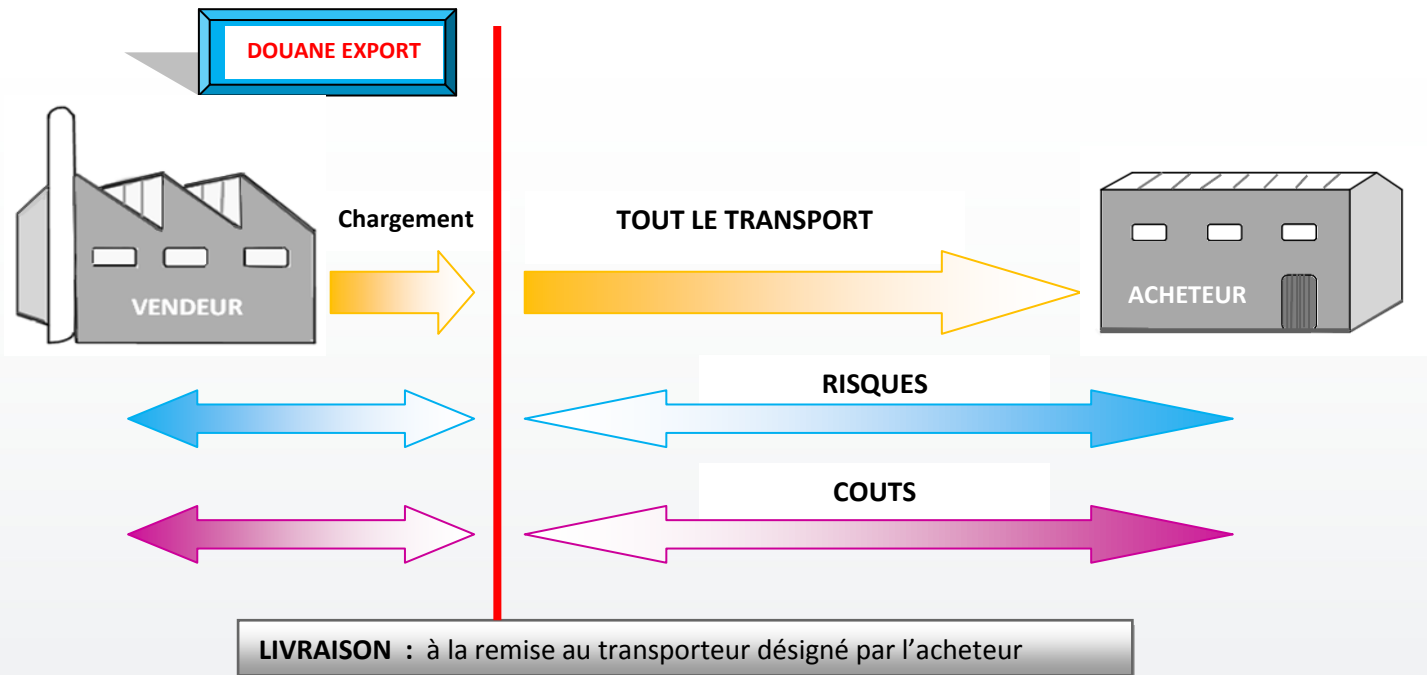 DOUANE EXPORT
Chargement
TOUT LE TRANSPORT
VENDEUR
ACHETEUR
RISQUES
COUTS
LIVRAISON : à la remise au transporteur désigné par l’acheteur